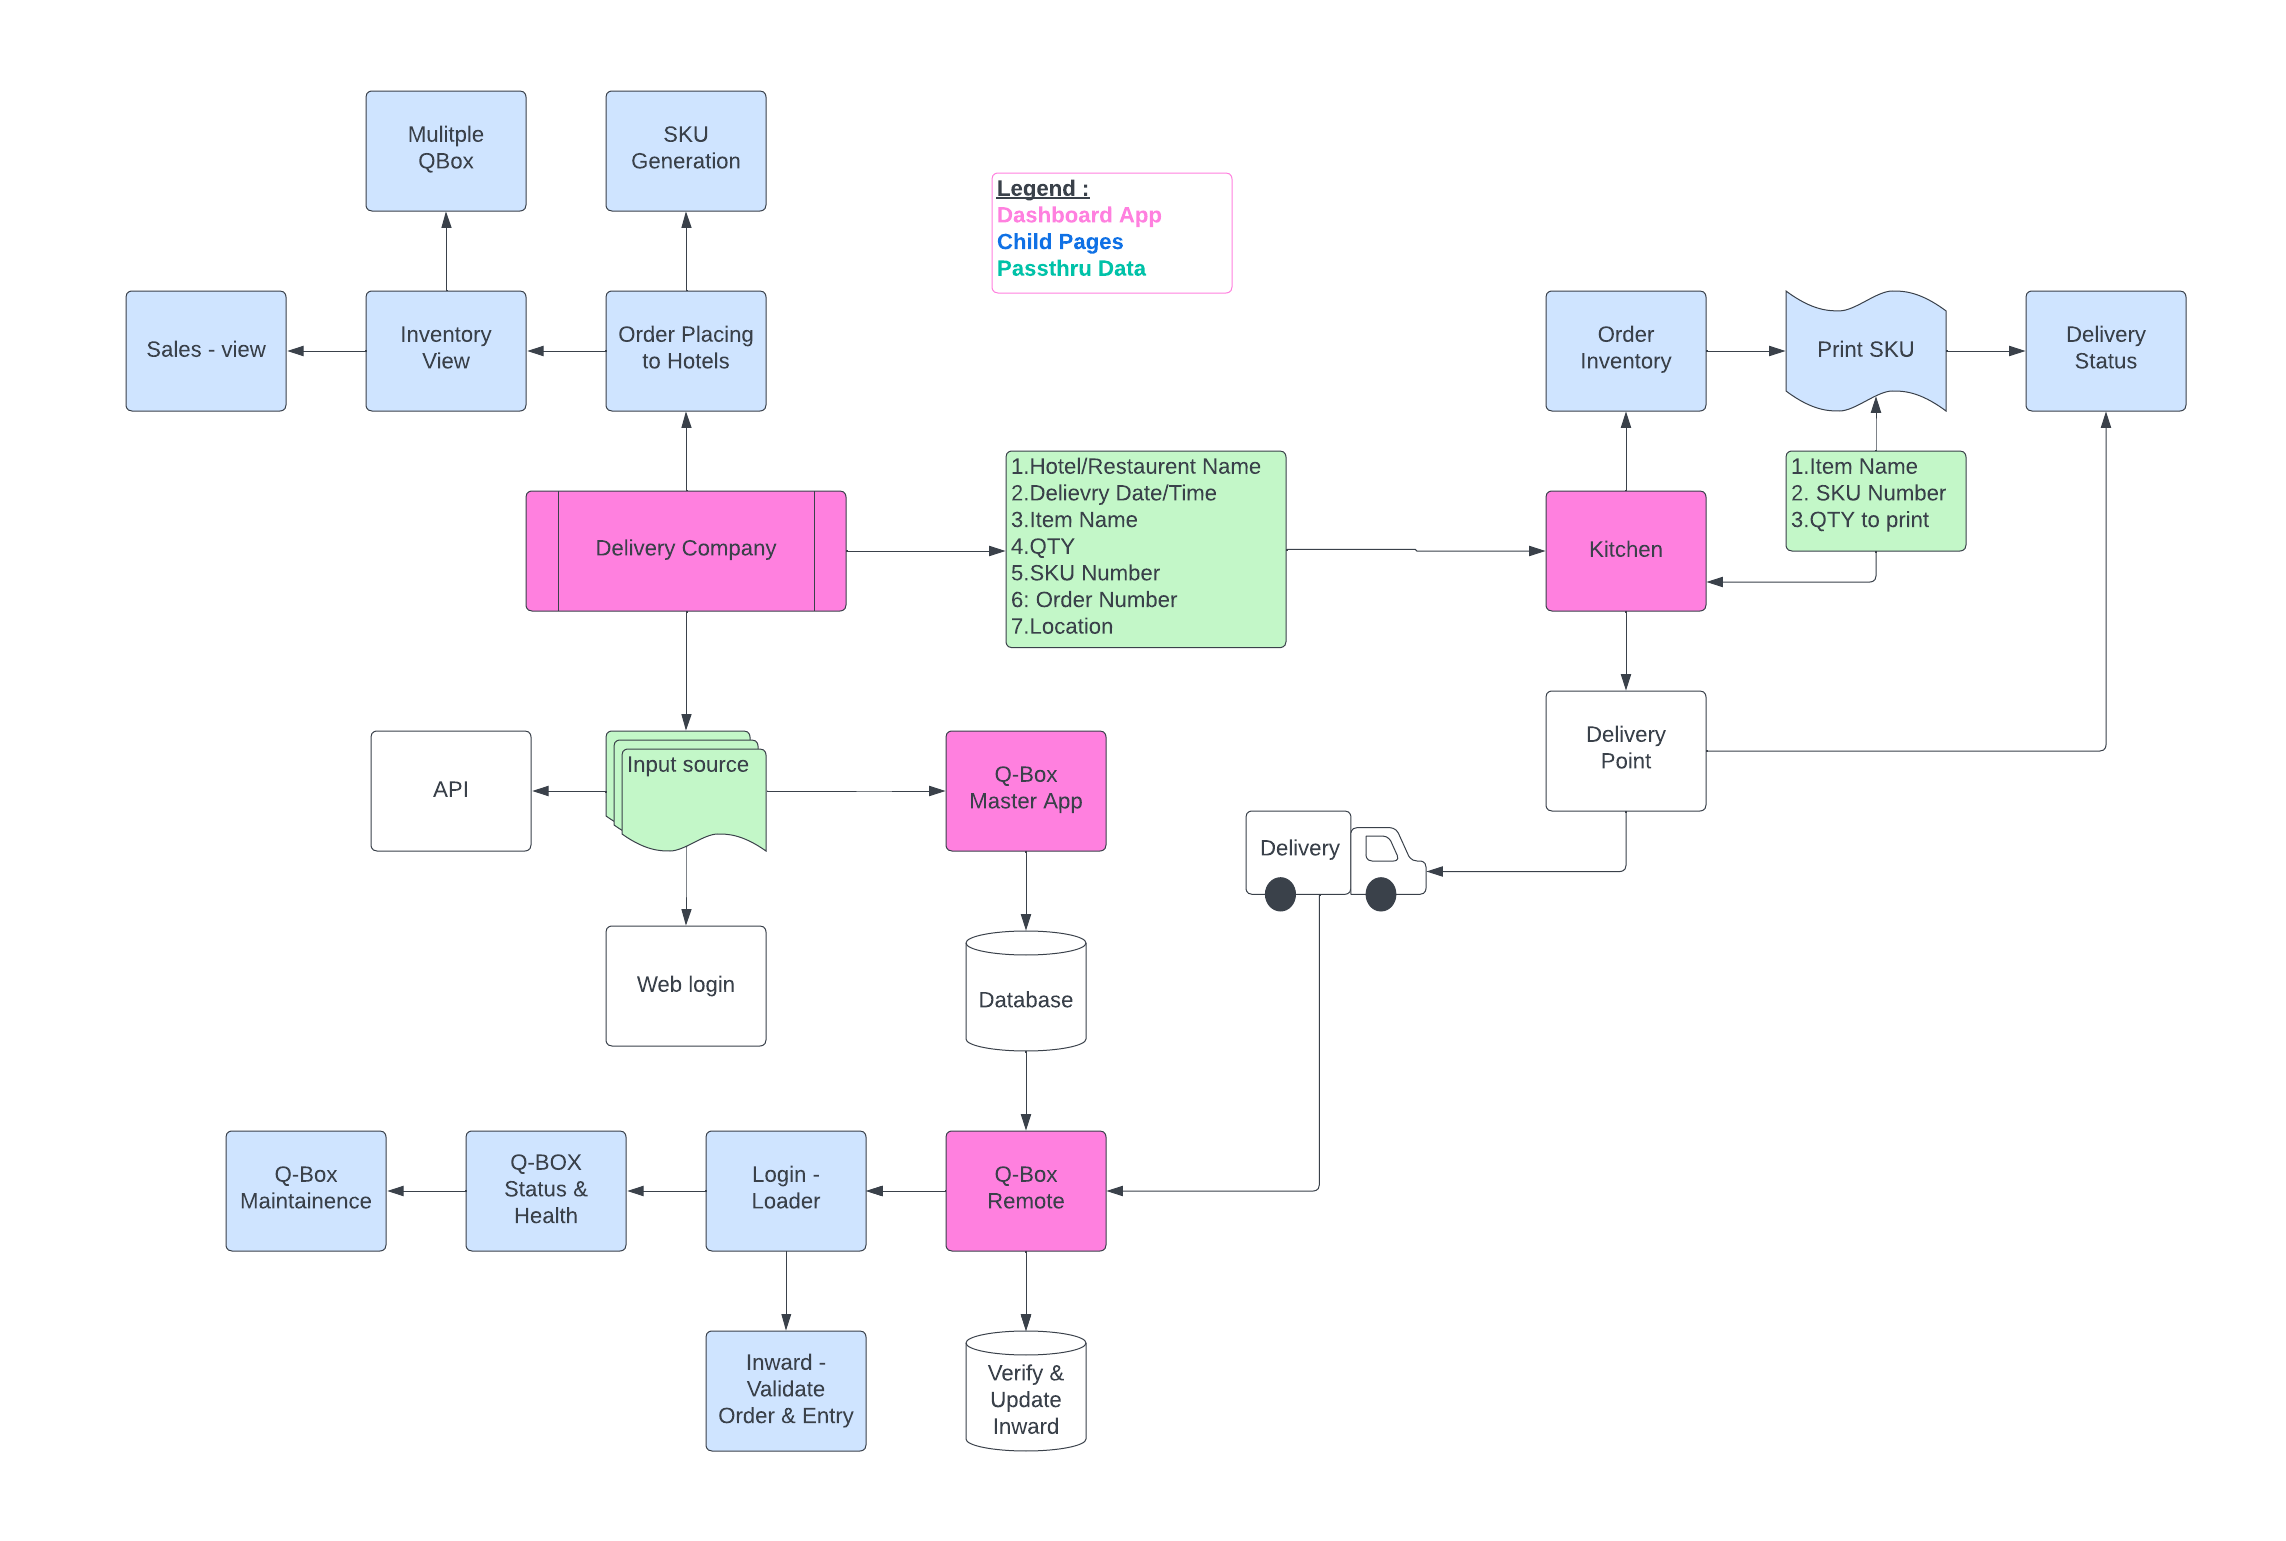 Mulitple
QBox
SKU
Generation
Legend :
Dashboard App
Child Pages
Passthru Data
Sales - view
Inventory
View
Order Placing
to Hotels
Order
Inventory
Print SKU
Delivery
Status
Delivery Company
1.Hotel/Restaurent Name
2.Delievry Date/Time
3.Item Name
4.QTY
5.SKU Number
6: Order Number
7.Location
Kitchen
1.Item Name
2. SKU Number
3.QTY to print
API
Input source
Q-Box
Master App
Delivery
Point
Delivery
Web login
Database
Q-Box
Maintainence
Q-BOX
Status &
Health
Login -
Loader
Q-Box
Remote
Inward -
Validate
Order & Entry
Verify &
Update
Inward